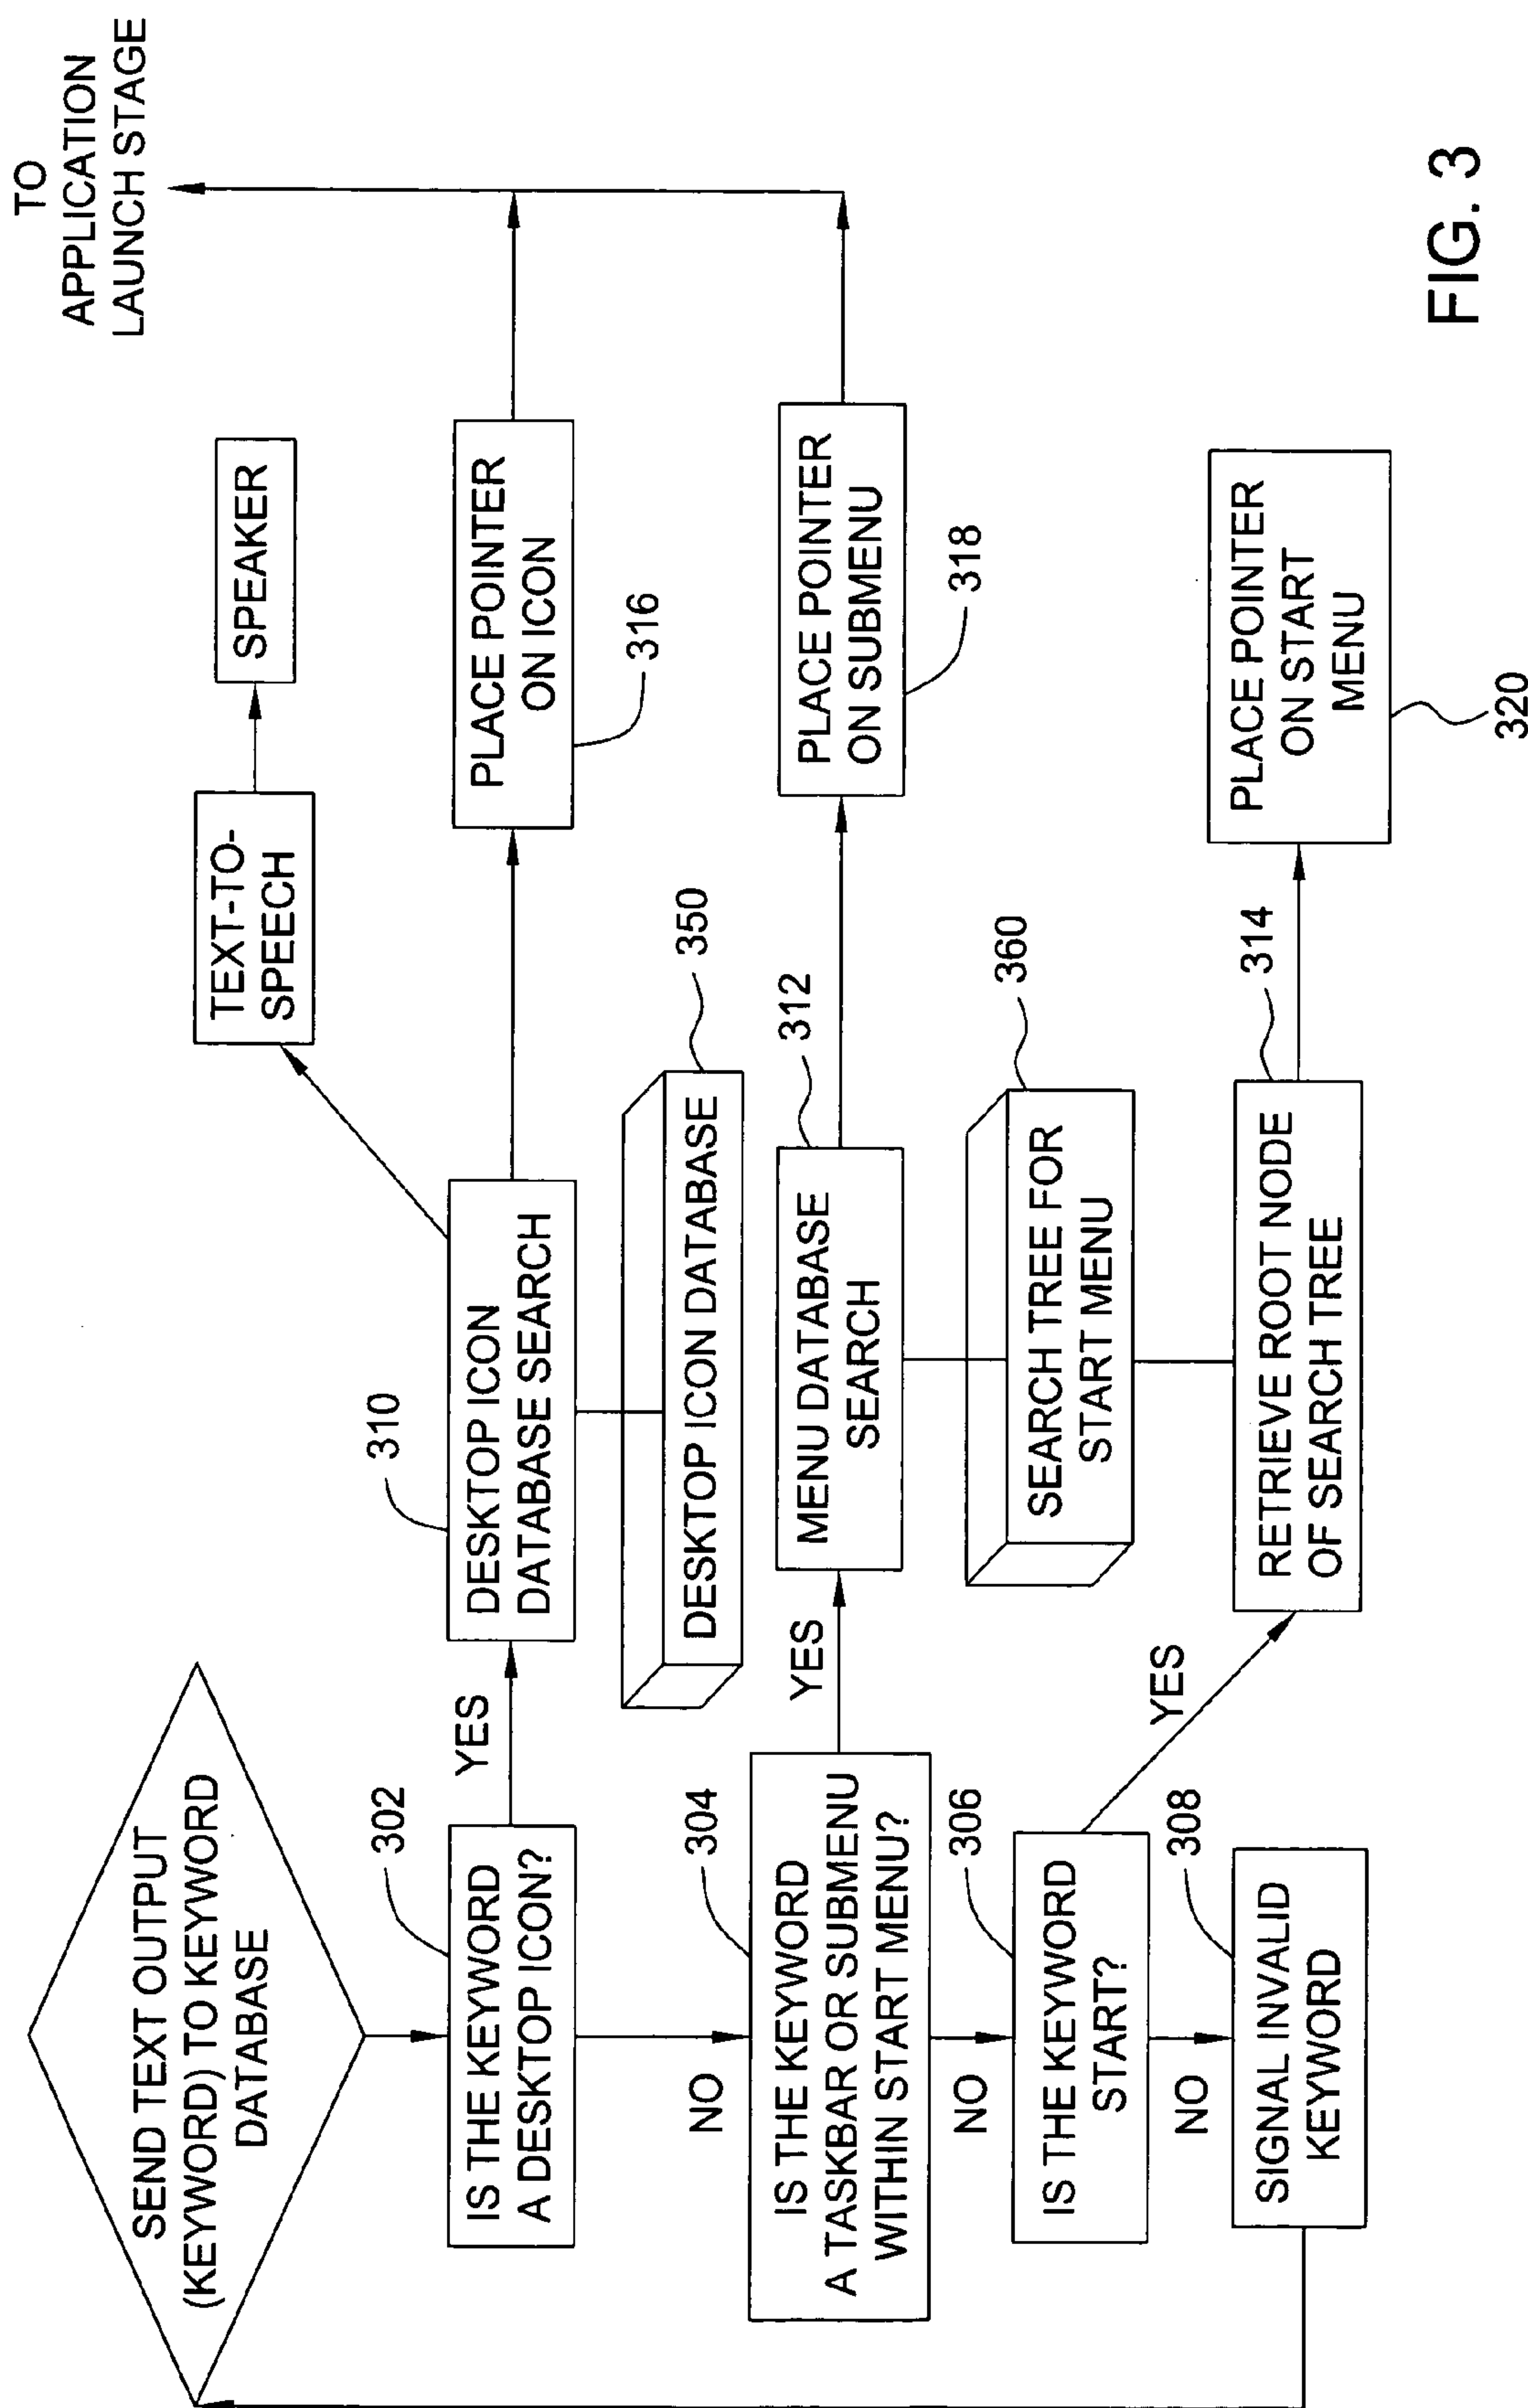 SEND TEXT OUTPUT
(KEYWORD) TO KEYWORD
DATABASE
302
IS THE KEYWORD
A DESKTOP ICON?
YES
NO
304
IS THE KEYWORD
A TASKBAR OR SUBMENU
WITHIN START MENU?
YES
NO
306
IS THE KEYWORD
START?
YES
NO
308
SIGNAL INVALID
KEYWORD
310
DESKTOP ICON
DATABASE SEARCH
350
DESKTOP ICON DATABASE
312
MENU DATABASE
SEARCH
360
SEARCH TREE FOR
START MENU
314
RETRIEVE ROOT NODE
OF SEARCH TREE
TEXT-TO-
SPEECH
SPEAKER
PLACE POINTER
ON ICON
316
PLACE POINTER
ON SUBMENU
318
PLACE POINTER
ON START
MENU
320
TO
APPLICATION
LAUNCH STAGE
FIG. 3